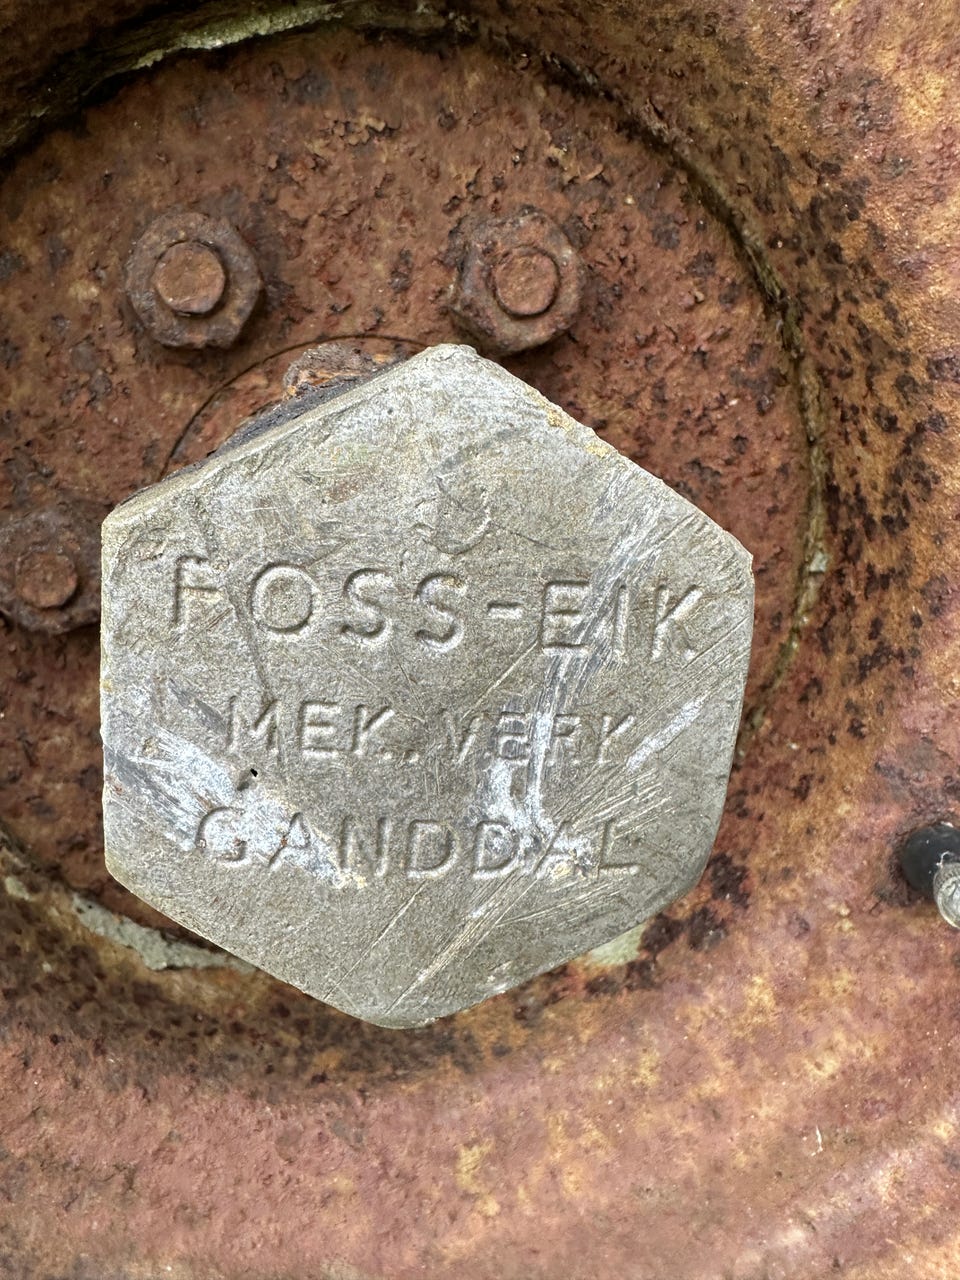 FOSS-EIK
MEK. VERK
GANDDAL